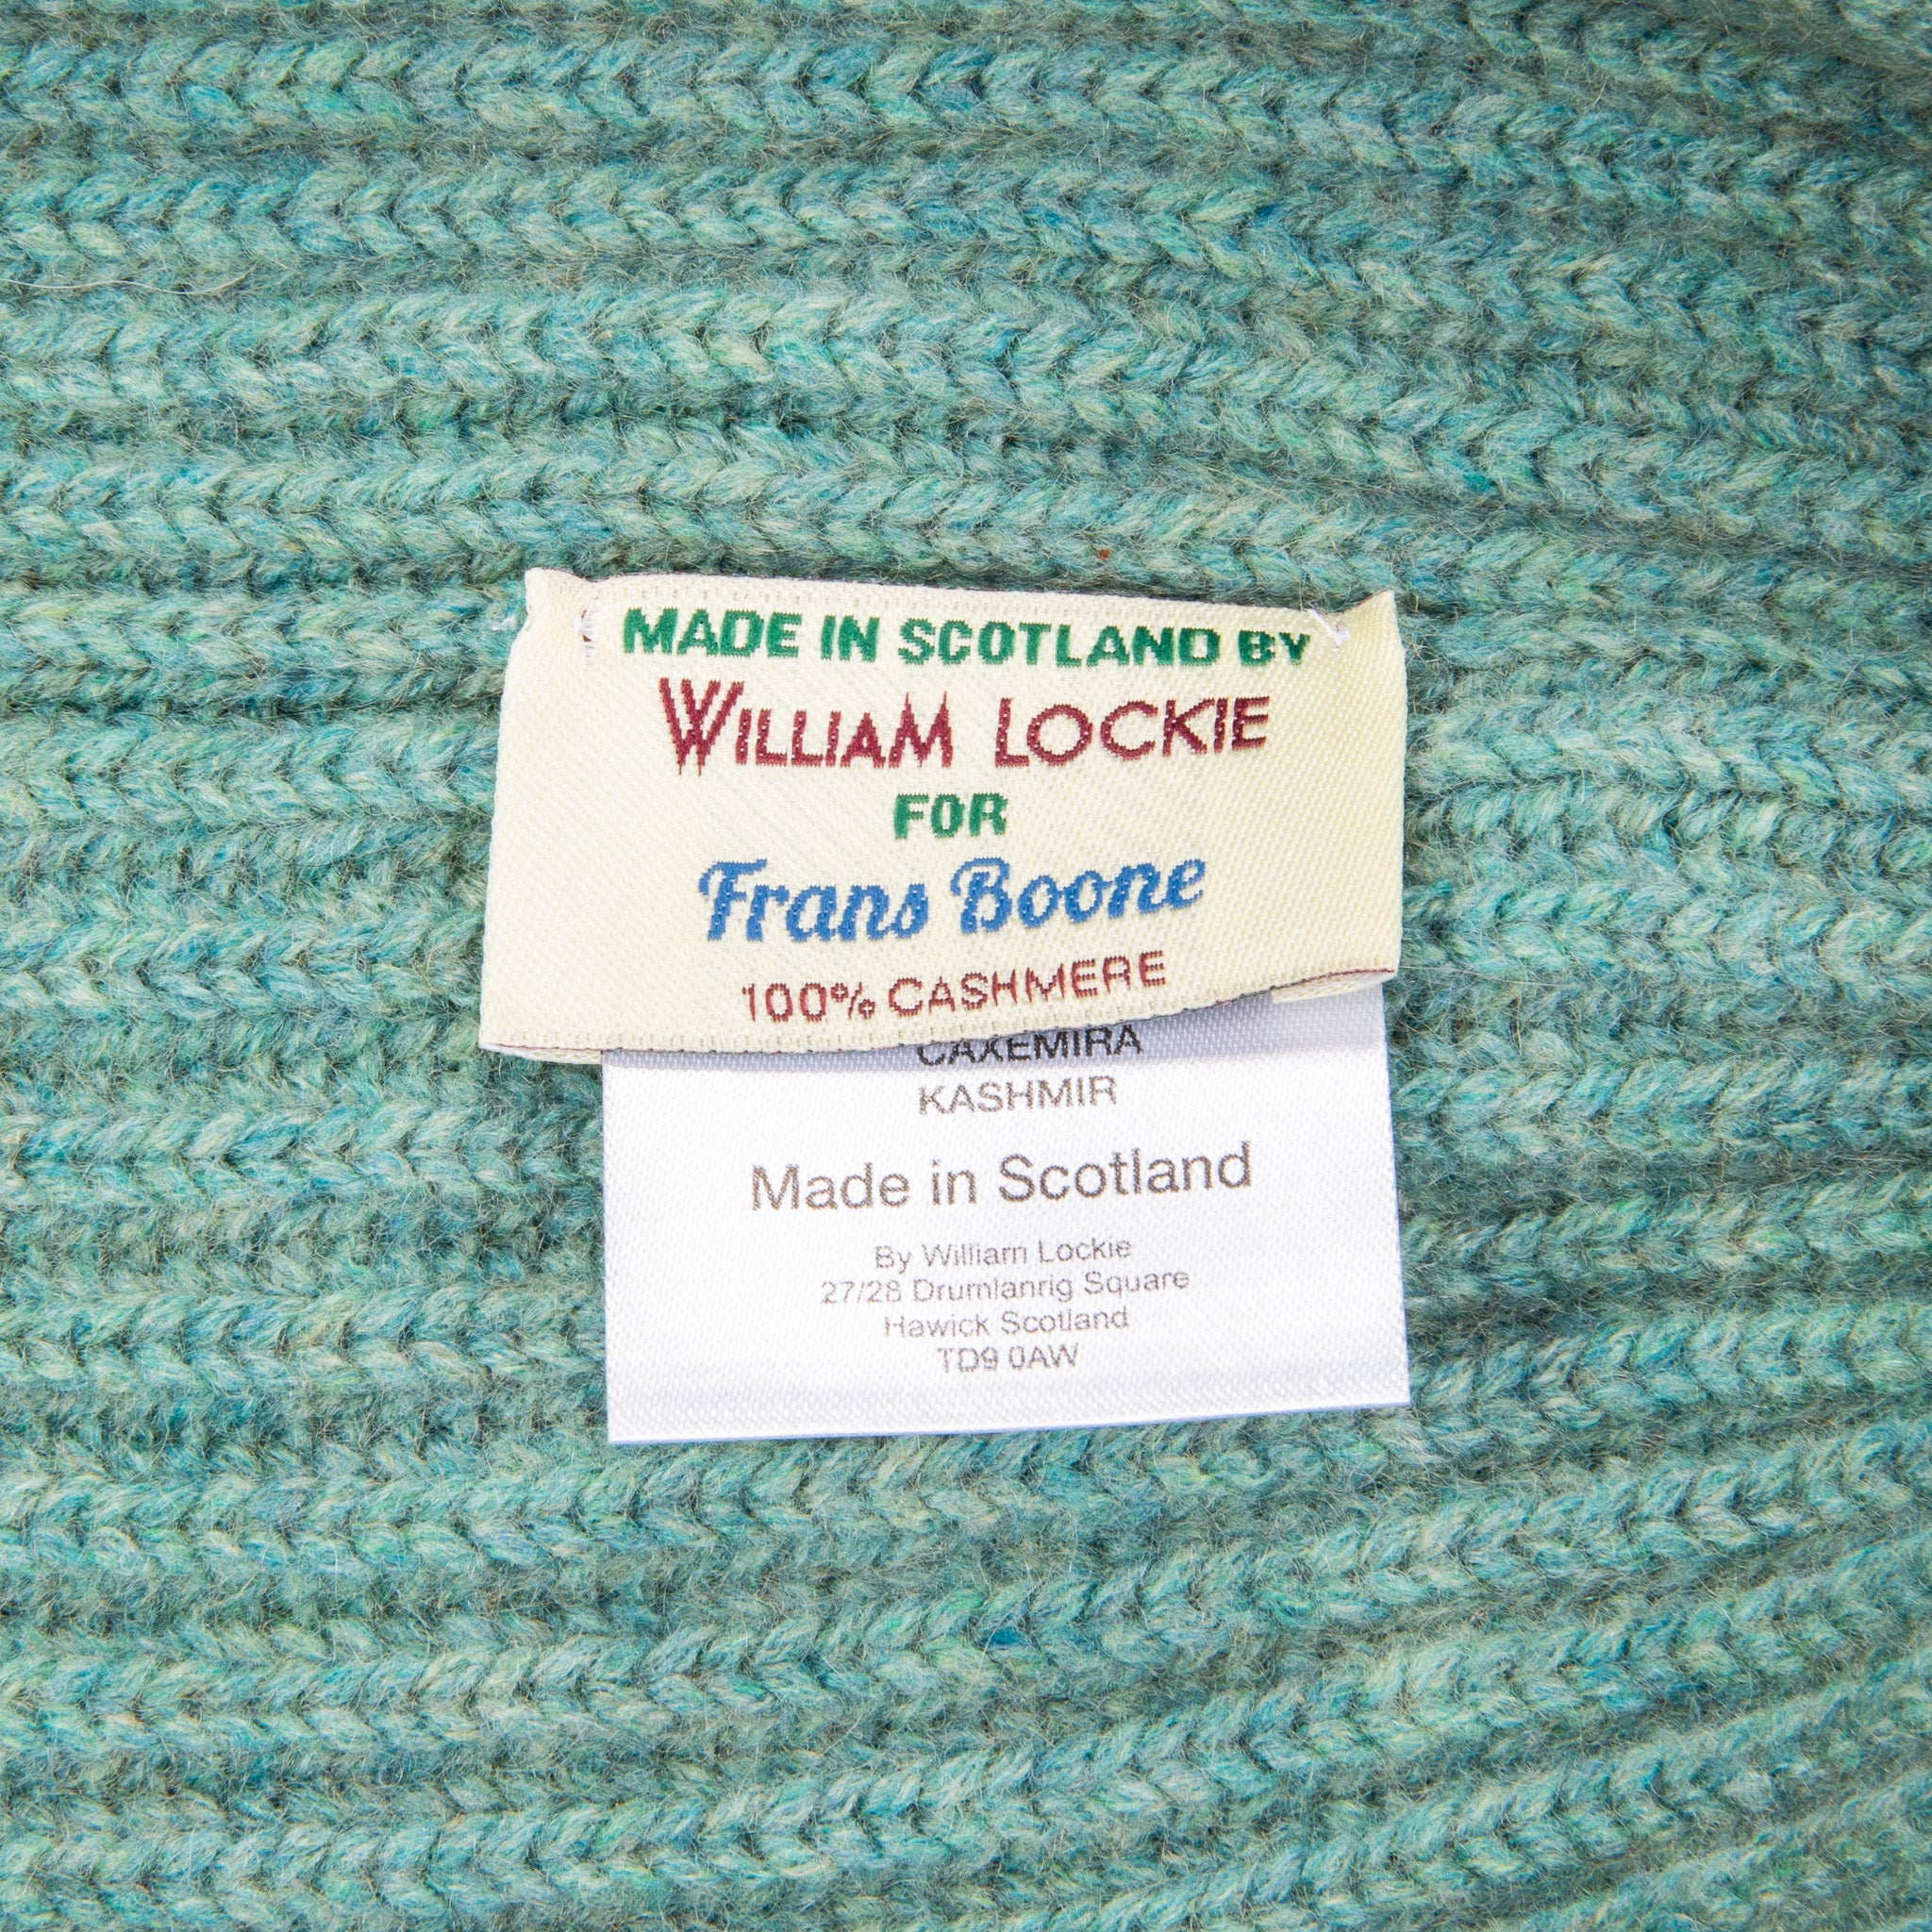 MADE IN SCOTLAND BY
WILLIAM LOCKIE
FOR
Frans Boone
100% CASHMERE
CAXEMIRA
KASHMIR
Made in Scotland
By William Lockie
27/28 Drumlanrig Square
Hawick Scotland
TD9 0AW